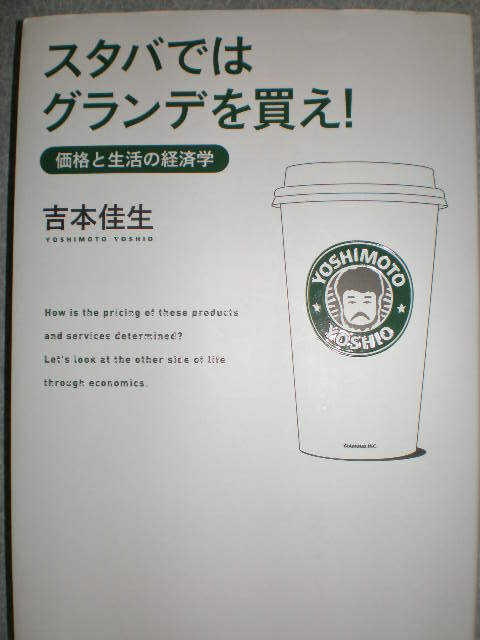 スタバでは
グランデを買え!
価格と生活の経済学
吉本佳生
YOSHIMOTO YOSHIO
How is the pricing of these products
and services determined?
Let's look at the other side of life
through economics.
YOSHIMOTO
YOSHIO